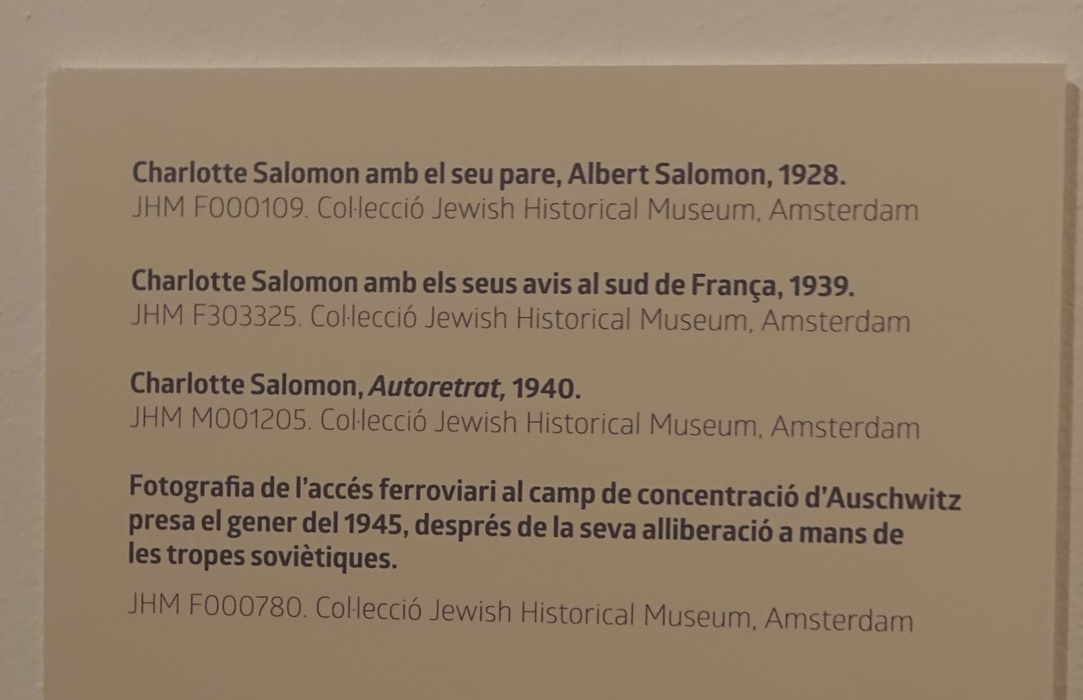 Charlotte Salomon amb el seu pare, Albert Salomon, 1928.
JHM F000109. Col·lecció Jewish Historical Museum, Amsterdam
Charlotte Salomon amb els seus avis al sud de França, 1939.
JHM F303325. Col·lecció Jewish Historical Museum, Amsterdam
Charlotte Salomon, Autoretrat, 1940.
JHM M001205. Col·lecció Jewish Historical Museum, Amsterdam
Fotografia de l'accés ferroviari al camp de concentració d'Auschwitz
presa el gener del 1945, després de la seva alliberació a mans de
les tropes soviètiques.
JHM F000780. Col·lecció Jewish Historical Museum, Amsterdam